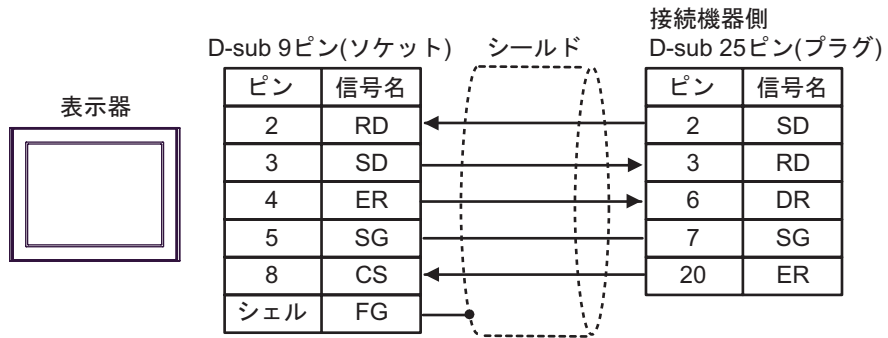 接続機器側
D-sub 9ピン(ソケット) シールド D-sub 25ピン(プラグ)
表示器
ピン 信号名 ピン 信号名
2 RD 2 SD
3 SD 3 RD
4 ER 6 DR
5 SG 7 SG
8 CS 20 ER
シェル FG